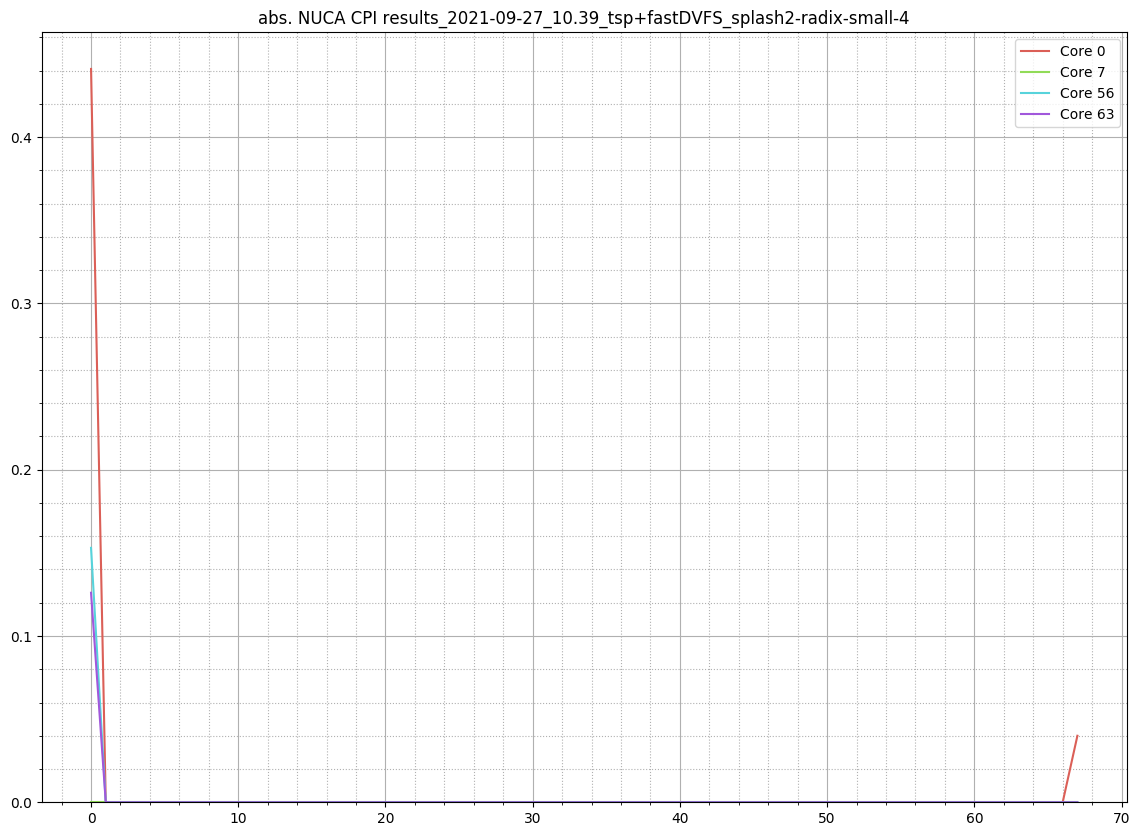 abs. NUCA CPI results_2021-09-27_10.39_tsp+fastDVFS_splash2-radix-small-4
Core 0
Core 7
Core 56
Core 63
0.4
0.3
0.2
0.1
0.0
0 10 20 30 40 50 60 70